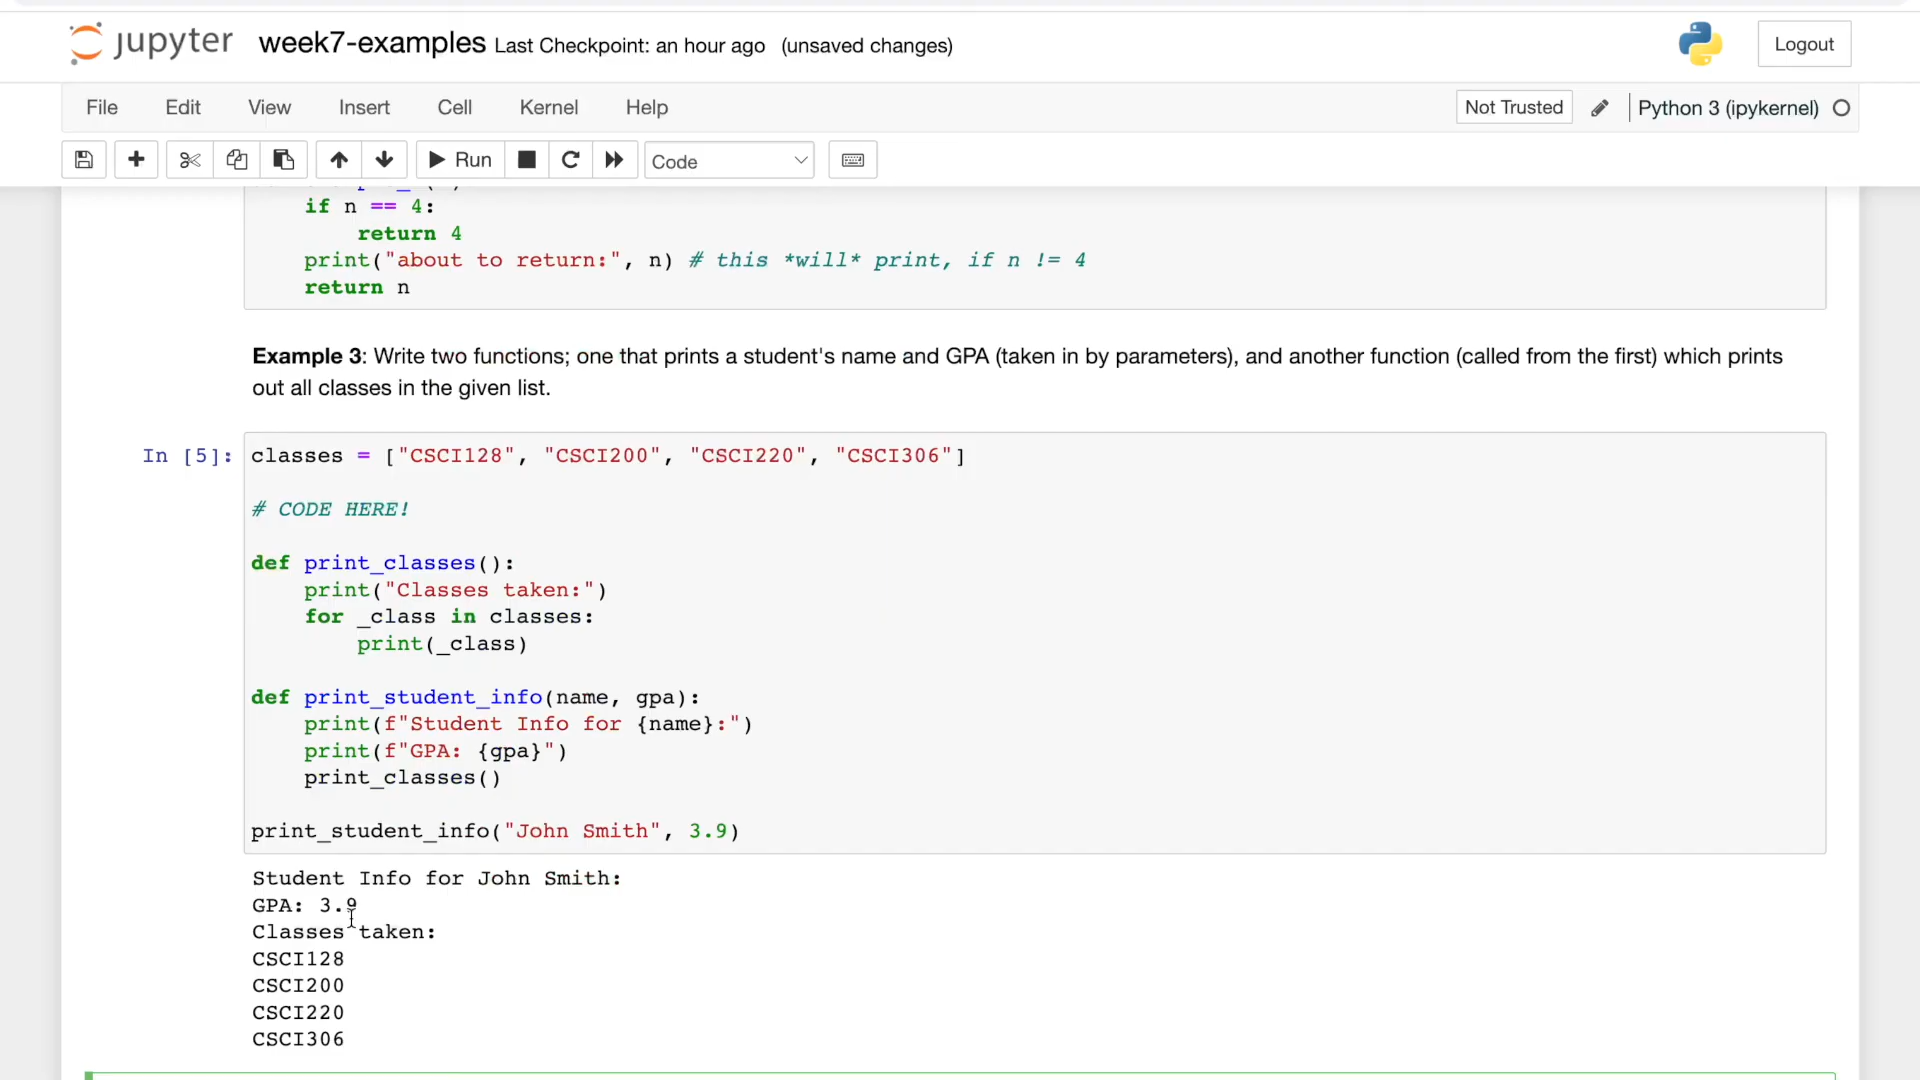 jupyter week7-examples Last Checkpoint: an hour ago (unsaved changes) Logout
File Edit View Insert Cell Kernel Help Not Trusted Python 3 (ipykernel)
Run Code
if n == 4:
return 4
print("about to return:", n) # this *will* print, if n != 4
return n
Example 3: Write two functions; one that prints a student's name and GPA (taken in by parameters), and another function (called from the first) which prints
out all classes in the given list.
In [5]: classes = ["CSCI128", "CSCI200", "CSCI220", "CSCI306"]
# CODE HERE!
def print_classes():
print("Classes taken:")
for _class in classes:
print(_class)
def print_student_info(name, gpa):
print(f"Student Info for {name}:")
print(f"GPA: {gpa}")
print_classes()
print_student_info("John Smith", 3.9)
Student Info for John Smith:
GPA: 3.9
Classes taken:
CSCI128
CSCI200
CSCI220
CSCI306